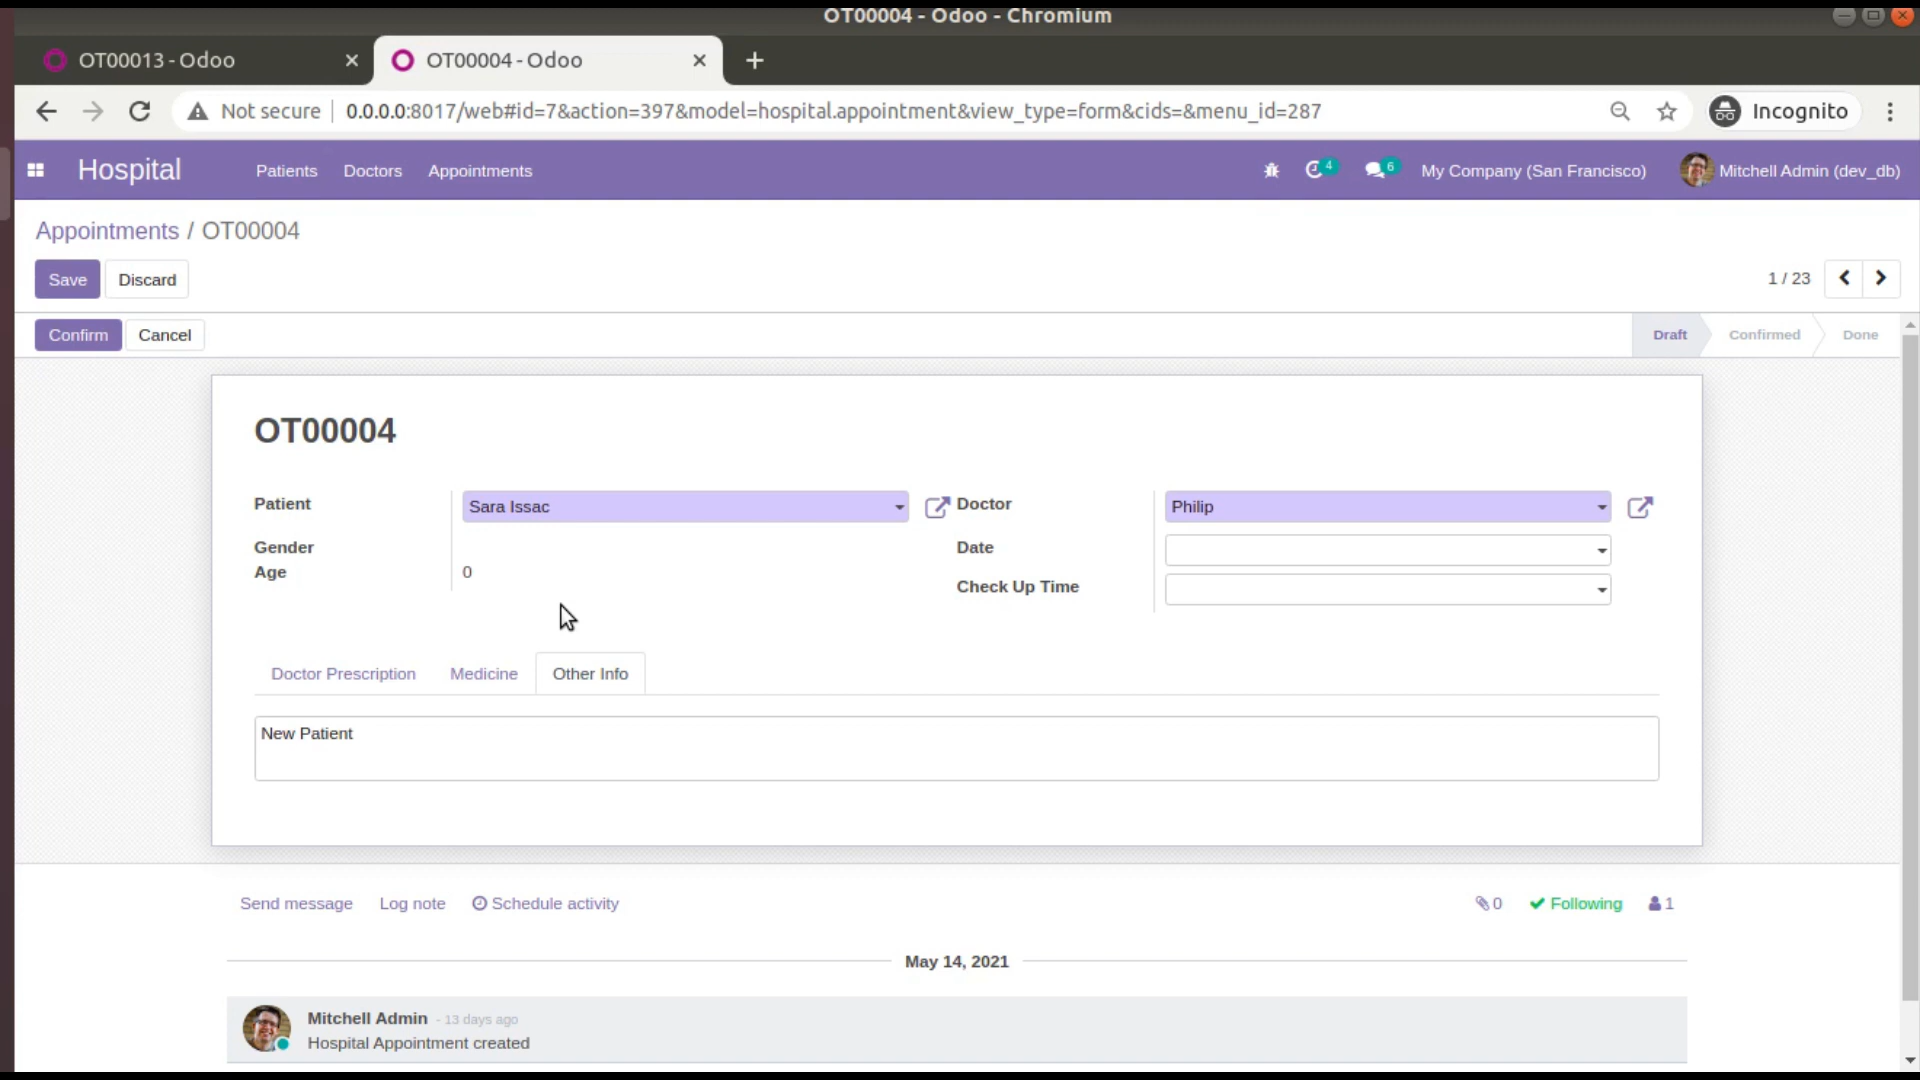 OT00004 - Odoo - Chromium
OT00013 - Odoo
OT00004 - Odoo
Not secure
0.0.0.0:8017/web#id=7&action=397&model=hospital.appointment&view_type=form&cids=&menu_id=287
Incognito
Hospital
Patients
Doctors
Appointments
4
6
My Company (San Francisco)
Mitchell Admin (dev_db)
Appointments / OT00004
Save
Discard
1 / 23
Confirm
Cancel
Draft
Confirmed
Done
OT00004
Patient
Sara Issac
Doctor
Philip
Gender
Date
Age
0
Check Up Time
Doctor Prescription
Medicine
Other Info
New Patient
Send message
Log note
Schedule activity
0
Following
1
May 14, 2021
Mitchell Admin - 13 days ago
Hospital Appointment created